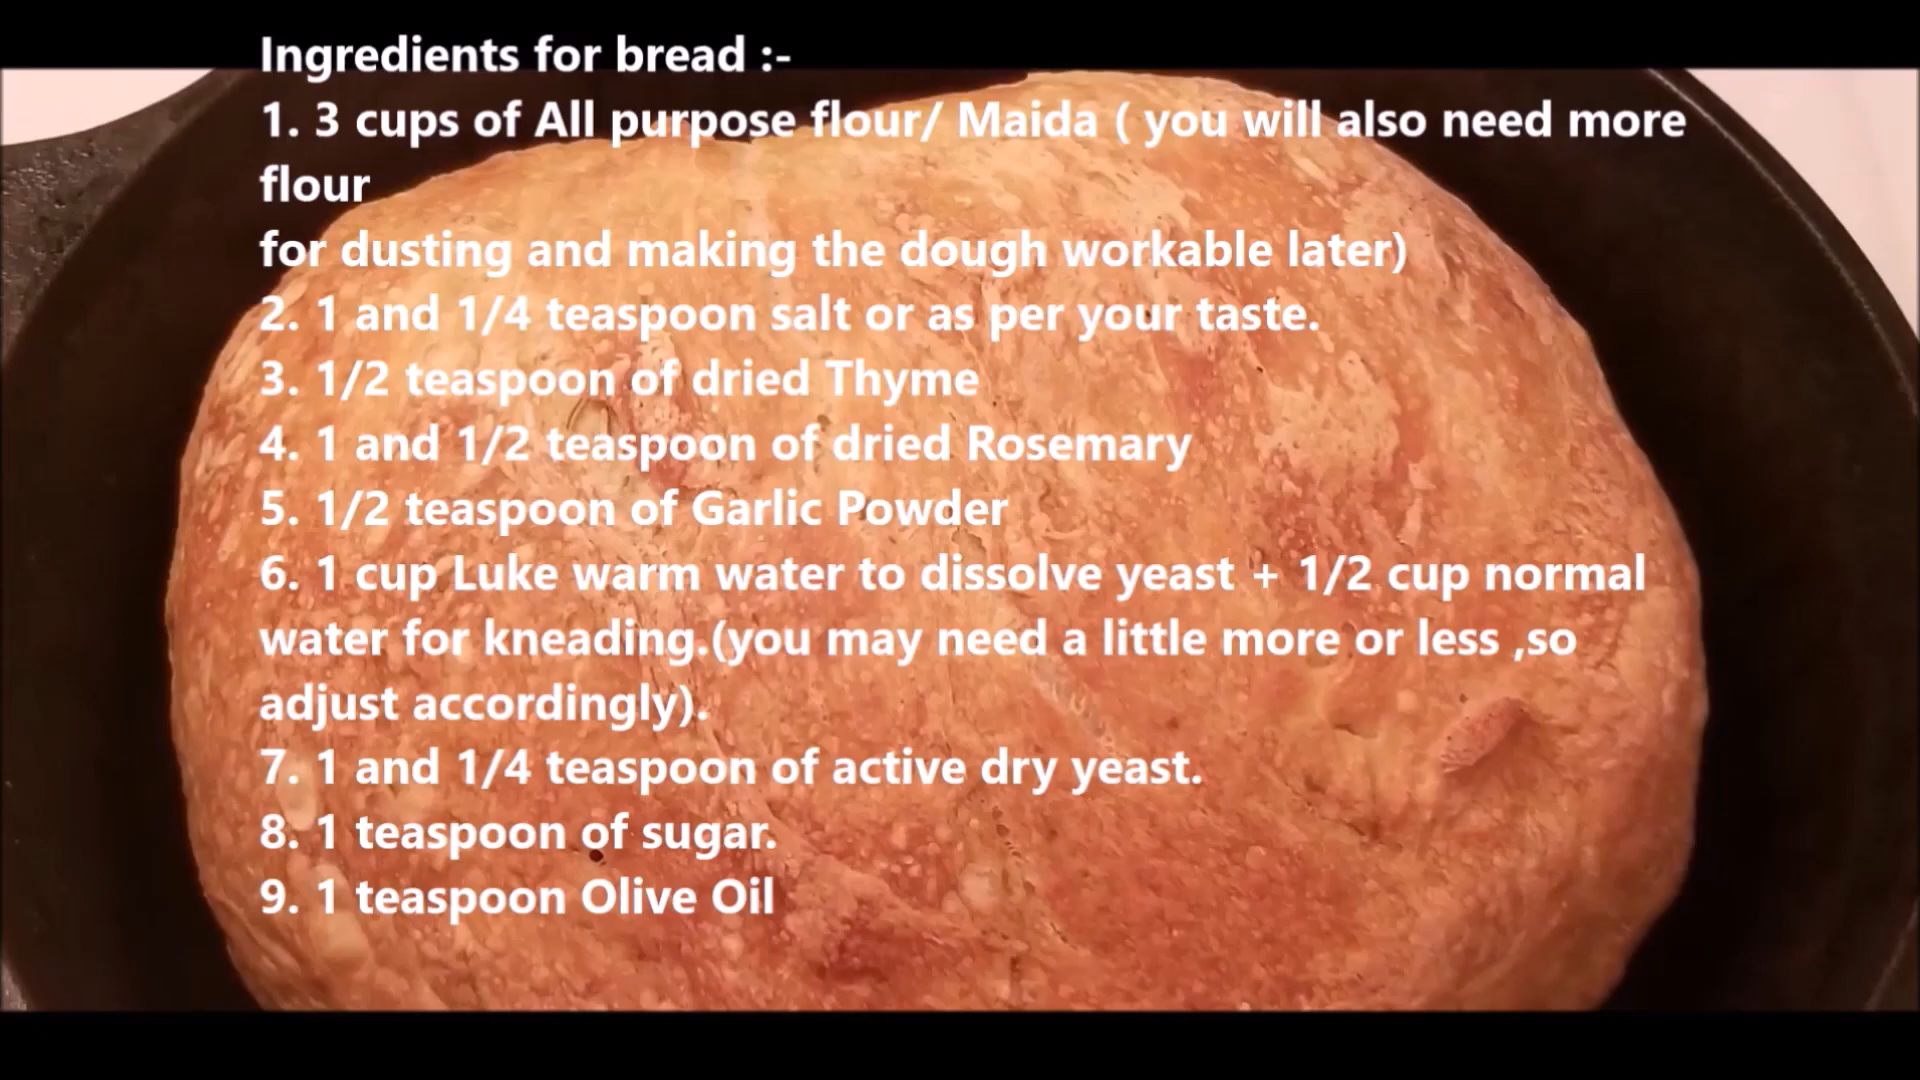 Ingredients for bread :-
1. 3 cups of All purpose flour/ Maida ( you will also need more
flour
for dusting and making the dough workable later)
2. 1 and 1/4 teaspoon salt or as per your taste.
3. 1/2 teaspoon of dried Thyme
4. 1 and 1/2 teaspoon of dried Rosemary
5. 1/2 teaspoon of Garlic Powder
6. 1 cup Luke warm water to dissolve yeast + 1/2 cup normal
water for kneading.(you may need a little more or less ,so
adjust accordingly).
7. 1 and 1/4 teaspoon of active dry yeast.
8. 1 teaspoon of sugar.
9. 1 teaspoon Olive Oil